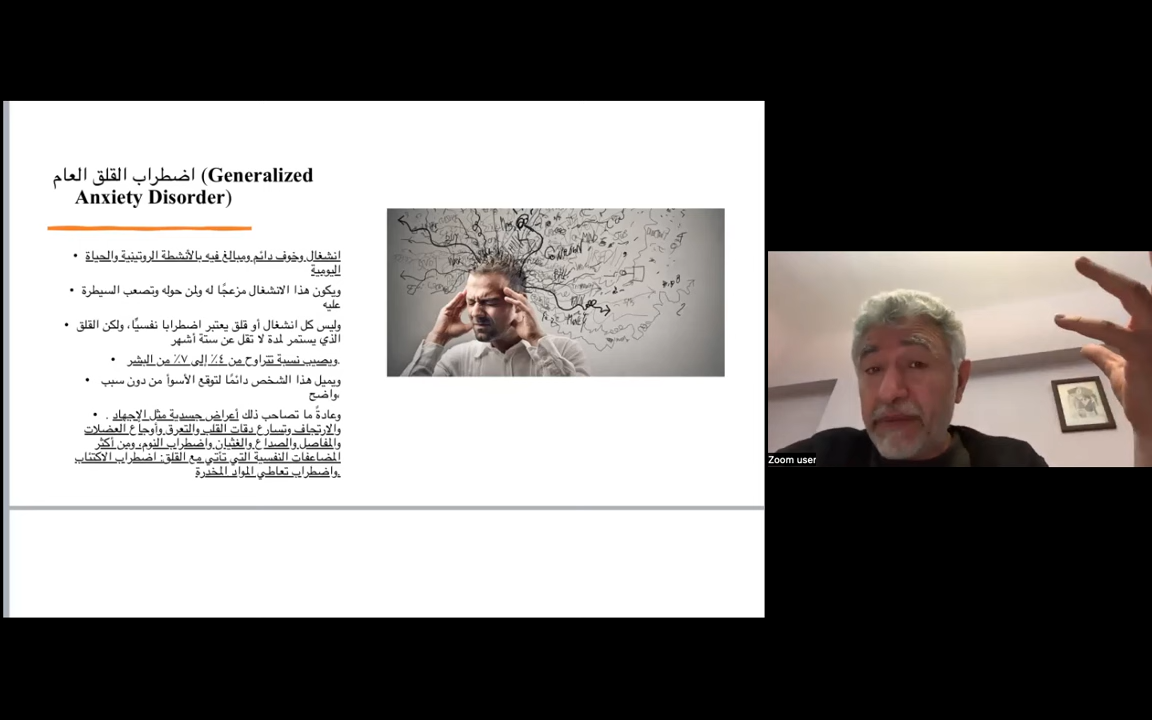 اضطراب القلق العام (Generalized
Anxiety Disorder)
• انشغال وخوف دائم ومبالغ فيه بالأنشطة الروتينية والحياة
اليومية
• ويكون هذا الانشغال مزعجًا له ولمن حوله وتصعب السيطرة
عليه
• وليس كل انشغال أو قلق يعتبر اضطرابا نفسيًا، ولكن القلق
الذي يستمر لمدة لا تقل عن ستة أشهر
• .ويصيب نسبة تتراوح من ٤٪ إلى ٧٪ من البشر
• ويميل هذا الشخص دائمًا لتوقع الأسوأ من دون سبب
.واضح
• وعادةً ما تصاحب ذلك أعراض جسدية مثل الإجهاد .
والارتجاف وتسارع دقات القلب والتعرق وأوجاع العضلات
والمفاصل والصداع والغثيان واضطراب النوم، ومن أكثر
المضاعفات النفسية التي تأتي مع القلق: اضطراب الاكتئاب
.واضطراب تعاطي المواد المخدرة
Zoom user